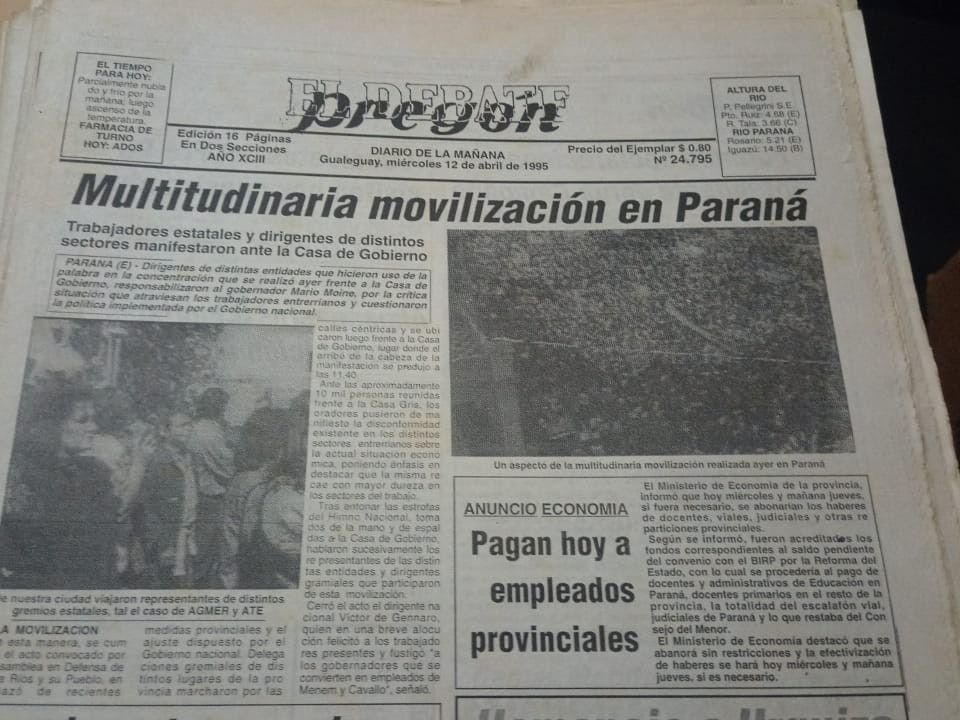 EL TIEMPO
PARA HOY:
Parcialmente nubla
do y frío por la
mañana; luego
ascenso de la
temperatura.
FARMACIA DE
TURNO
HOY: ADOS
EL DEBATE
pregón
ALTURA DEL
RIO
P. Pellegrini S.E.
Pto. Ruiz: 4.68 (E)
R. Tala: 3.66 (C)
RIO PARANA
Rosario: 5.21 (E)
Iguazú: 14.50 (B)
Edición 16 Páginas
En Dos Secciones
AÑO XCIII
DIARIO DE LA MAÑANA
Gualeguay, miércoles 12 de abril de 1995
Precio del Ejemplar $ 0.80
Nº 24.795
Multitudinaria movilización en Paraná
Trabajadores estatales y dirigentes de distintos
sectores manifestaron ante la Casa de Gobierno
PARANA (E) - Dirigentes de distintas entidades que hicieron uso de la
palabra en la concentración que se realizó ayer frente a la Casa de
Gobierno, responsabilizaron al gobernador Mario Moine, por la crítica
situación que atraviesan los trabajadores entrerrianos y cuestionaron
la política implementada por el Gobierno nacional.
calles céntricas y se ubi
caron luego frente a la Casa
de Gobierno, lugar donde el
arribo de la cabeza de la
manifestación se predujo a
las 11,40.
Ante las aproximadamente
10 mil personas reunidas
frente a la Casa Gris, los
oradores pusieron de ma
nifiesto la disconformidad
existente en los distintos
sectores entrerrianos sobre
la actual situación econó
mica, poniendo énfasis en
destacar que la misma re
cae con mayor dureza en
los sectores del trabajo.
Tras entonar las estrofas
del Himno Nacional, toma
dos de la mano y de espal
das a la Casa de Gobierno,
hablaron sucesivamente los
re presentantes de las distin
tas entidades y dirigentes
gramiales que participaron
de esta movilización.
Cerró el acto el dirigente na
cional Víctor de Gennaro,
quien en una breve alocu
ción felicitó a los trabajado
res presentes y fustigó "a
los gobernadores que se
convierten en empleados de
Menem y Cavallo", señaló.
Un aspecto de la multitudinaria movilización realizada ayer en Paraná
e nuestra ciudad viajaron representantes de distintos
gremios estatales, tal el caso de AGMER y ATE
LA MOVILIZACION
esta manera, se cum
el acto convocado por
samblea en Defensa de
Ríos y su Pueblo, en
azó de recientes
medidas provinciales y el
ajuste dispuesto por el
Gobierno nacional. Delega
ciones gremiales de dis
tintos lugares de la pro
vincia marcharon por las
ANUNCIO ECONOMIA
Pagan hoy a
empleados
provinciales
El Ministerio de Economía de la provincia,
informó que hoy miércoles y mañana jueves,
si fuera necesario, se abonarían los haberes
de docentes, viales, judiciales y otras re
particiones provinciales.
Según se informó, fueron acreditados los
fondos correspondientes al saldo pendiente
del convenio con el BIRP por la Reforma del
Estado, con lo cual se procedería al pago de
docentes y administrativos de Educación en
Paraná, docentes primarios en el resto de la
provincia, la totalidad del escalafón vial,
judiciales de Paraná y lo que restaba del Con
sejo del Menor.
El Ministerio de Economía destacó que se
abanorá sin restricciones y la efectivización
de haberes se hará hoy miércoles y mañana
jueves, si es necesario.